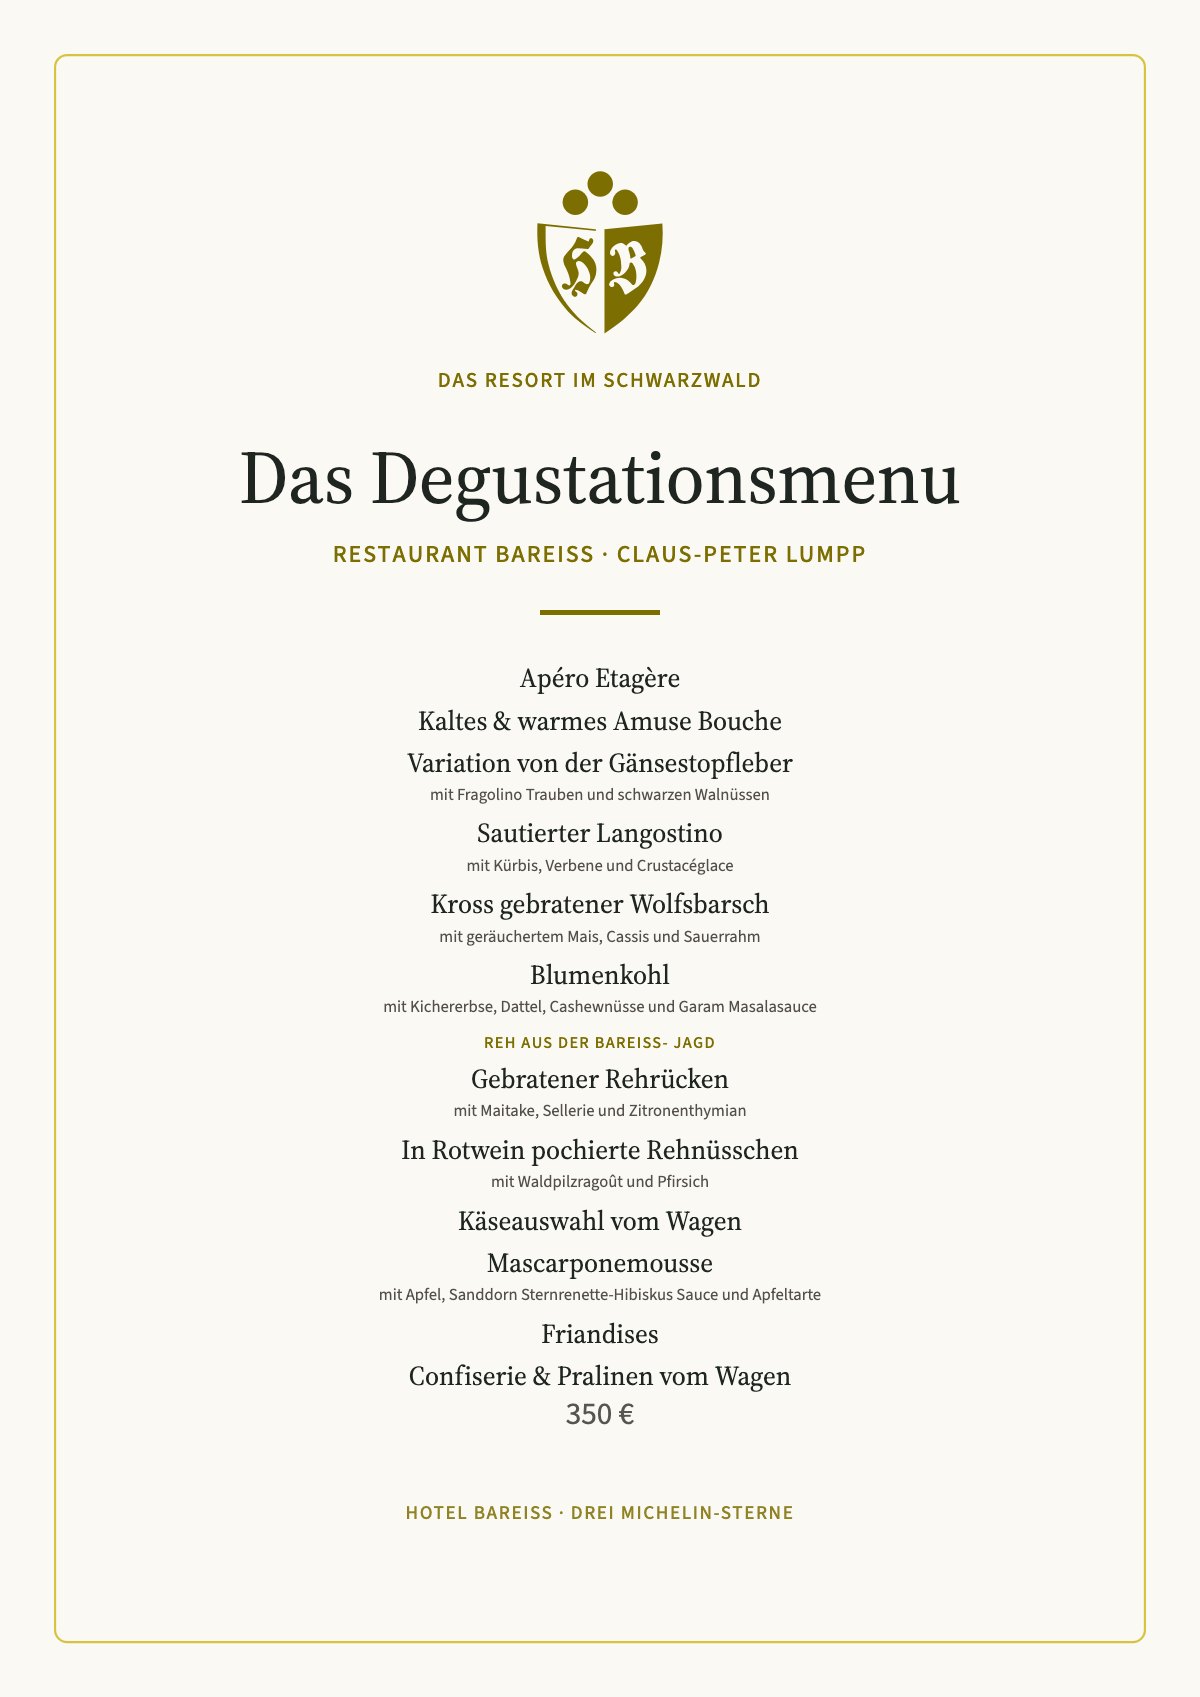 HB
DAS RESORT IM SCHWARZWALD
Das Degustationsmenu
RESTAURANT BAREISS · CLAUS-PETER LUMPP
Apéro Etagère
Kaltes & warmes Amuse Bouche
Variation von der Gänsestopfleber
mit Fragolino Trauben und schwarzen Walnüssen
Sautierter Langostino
mit Kürbis, Verbene und Crustacéglace
Kross gebratener Wolfsbarsch
mit geräuchertem Mais, Cassis und Sauerrahm
Blumenkohl
mit Kichererbse, Dattel, Cashewnüsse und Garam Masalasauce
REH AUS DER BAREISS- JAGD
Gebratener Rehrücken
mit Maitake, Sellerie und Zitronenthymian
In Rotwein pochierte Rehnüsschen
mit Waldpilzragoût und Pfirsich
Käseauswahl vom Wagen
Mascarponemousse
mit Apfel, Sanddorn Sternrenette-Hibiskus Sauce und Apfeltarte
Friandises
Confiserie & Pralinen vom Wagen
350 €
HOTEL BAREISS · DREI MICHELIN-STERNE